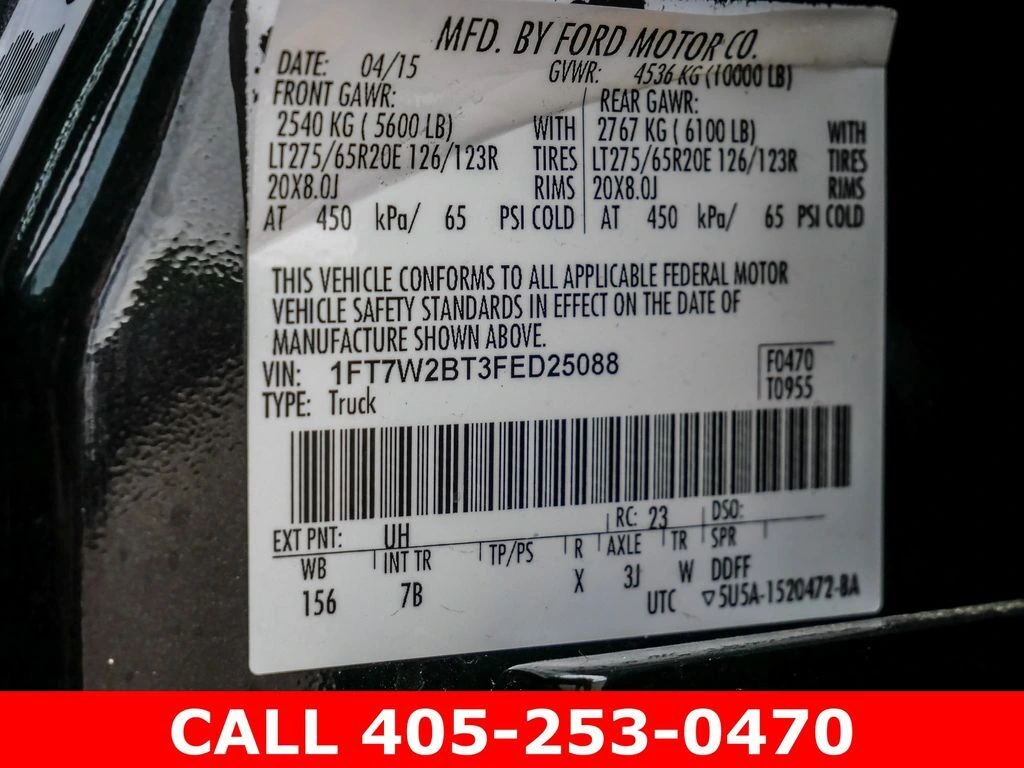 MFD. BY FORD MOTOR CO.
DATE: 04/15 GVWR: 4536 KG (10000 LB)
FRONT GAWR: REAR GAWR:
2540 KG ( 5600 LB) WITH 2767 KG ( 6100 LB) WITH
LT275/65R20E 126/123R TIRES LT275/65R20E 126/123R TIRES
20X8.0J RIMS 20X8.0J RIMS
AT 450 kPa/ 65 PSI COLD AT 450 kPa/ 65 PSI COLD
THIS VEHICLE CONFORMS TO ALL APPLICABLE FEDERAL MOTOR
VEHICLE SAFETY STANDARDS IN EFFECT ON THE DATE OF
MANUFACTURE SHOWN ABOVE.
VIN: 1FT7W2BT3FED25088 F0470
TYPE: Truck T0955
EXT PNT: UH RC: 23 DSO:
WB INT TR TP/PS R AXLE TR SPR
156 7B X 3J W DDFF
UTC ▽5U5A-1520472-BA
CALL 405-253-0470